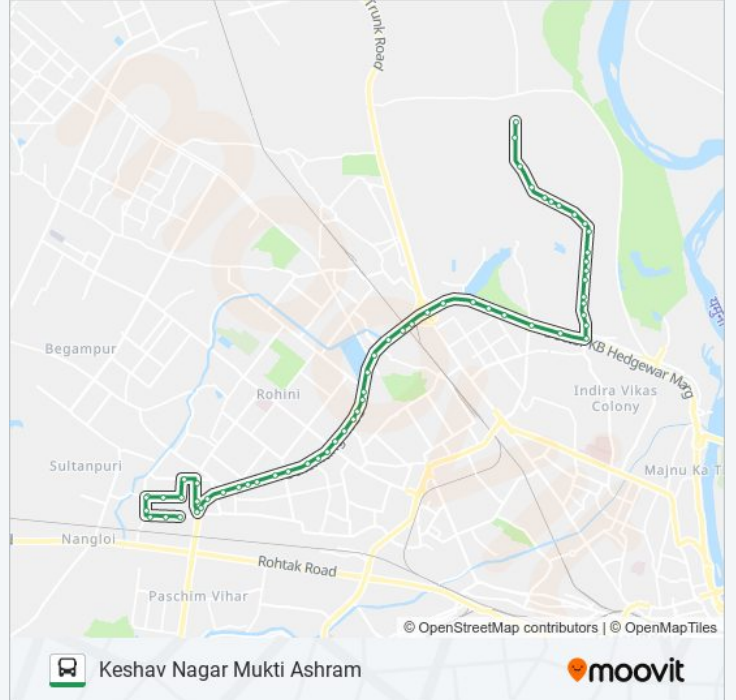 Trunk Road
Begampur
Rohini
KB Hedgewar Marg
Indira Vikas
Colony
Sultanpuri
Majnu Ka T
Nangloi
Rohtak Road
Paschim Vihar
© OpenStreetMap contributors | © OpenMapTiles
Keshav Nagar Mukti Ashram
moovit